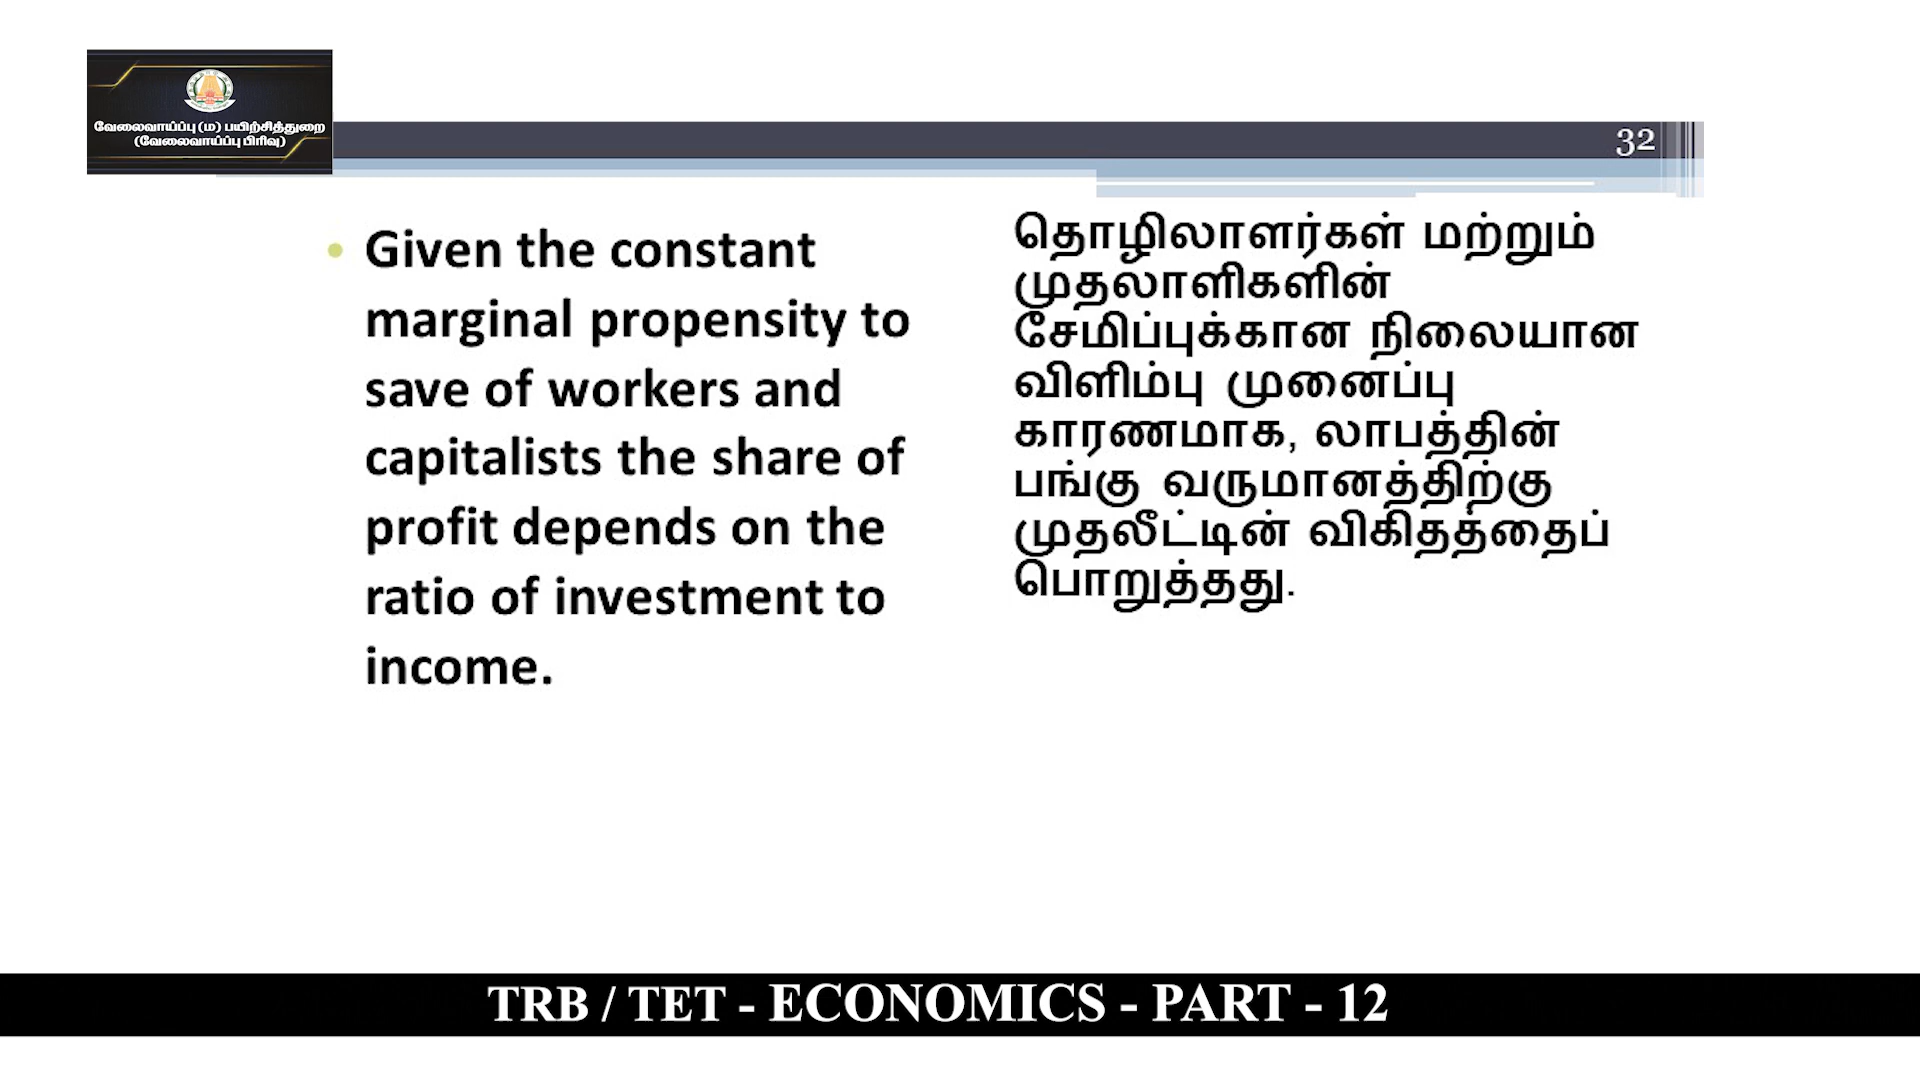 வேலைவாய்ப்பு (ம) பயிற்சித்துறை
(வேலைவாய்ப்பு பிரிவு)
32
• Given the constant
marginal propensity to
save of workers and
capitalists the share of
profit depends on the
ratio of investment to
income.
தொழிலாளர்கள் மற்றும்
முதலாளிகளின்
சேமிப்புக்கான நிலையான
விளிம்பு முனைப்பு
காரணமாக, லாபத்தின்
பங்கு வருமானத்திற்கு
முதலீட்டின் விகிதத்தைப்
பொறுத்தது.
TRB / TET - ECONOMICS - PART - 12